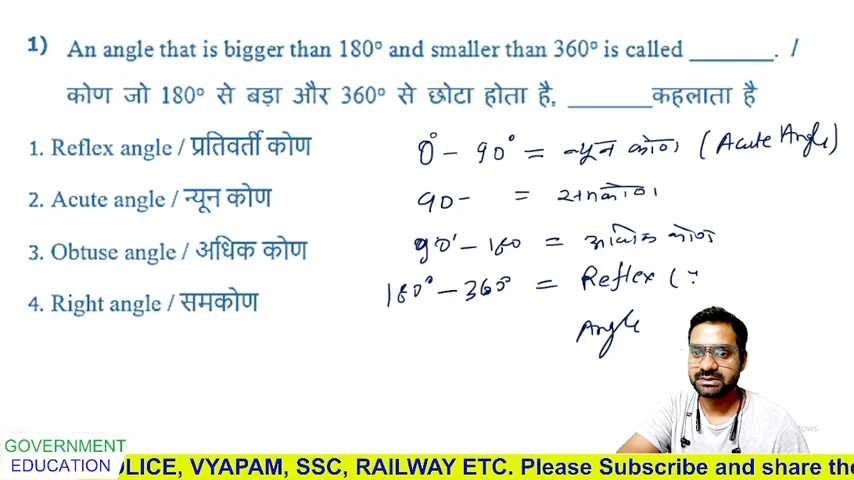 1) An angle that is bigger than 180° and smaller than 360° is called ________. /
कोण जो 180° से बड़ा और 360° से छोटा होता है, ________कहलाता है
1. Reflex angle / प्रतिवर्ती कोण
2. Acute angle / न्यून कोण
3. Obtuse angle / अधिक कोण
4. Right angle / समकोण
0° - 90° = न्यून कोण (Acute Angle)
90 - = समकोण
90° - 180 = अधिक कोण
180° - 360° = Reflex (
Angle
GOVERNMENT
EDUCATION
OLICE, VYAPAM, SSC, RAILWAY ETC. Please Subscribe and share the